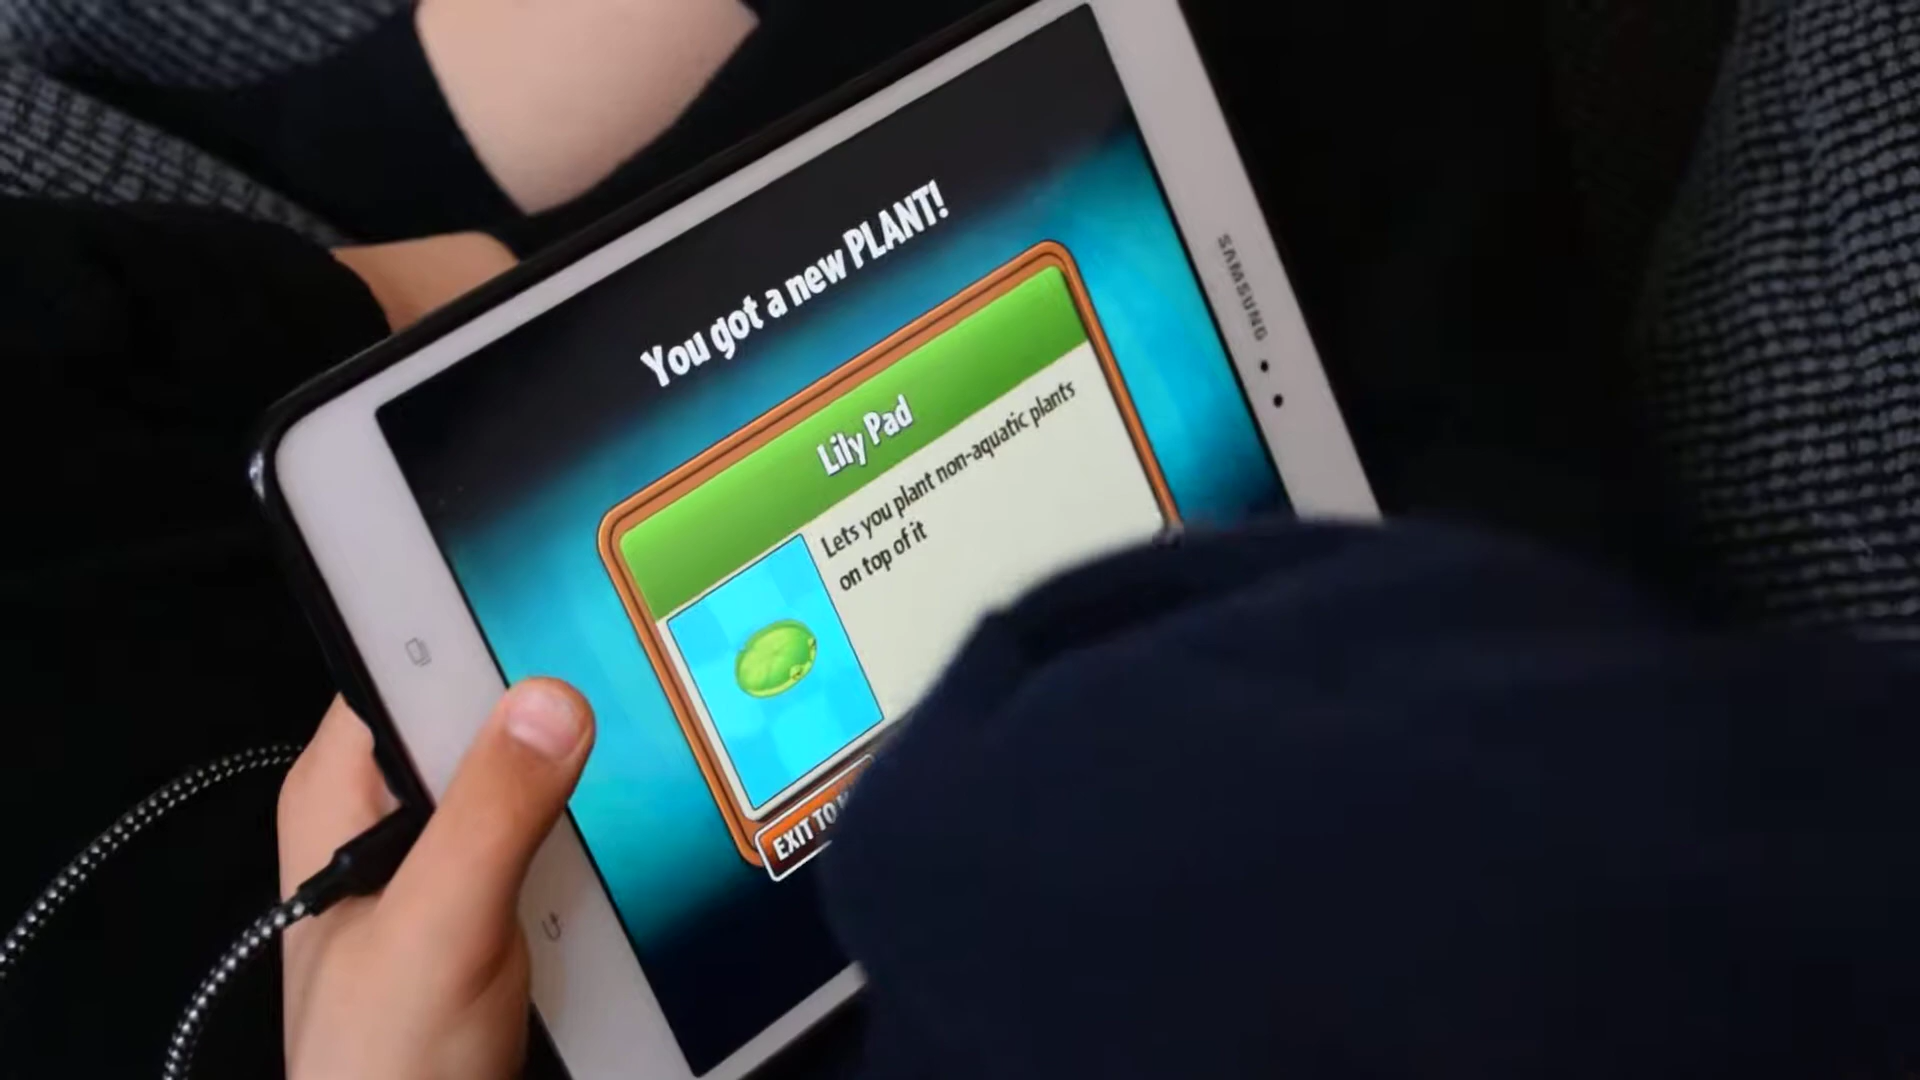 You got a new PLANT!
SAMSUNG
Lily Pad
Lets you plant non-aquatic plants
on top of it
EXIT TO